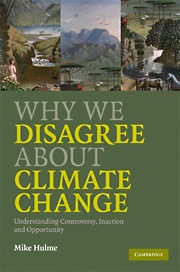 WHY WE
DISAGREE
ABOUT
CLIMATE
CHANGE
Understanding Controversy, Inaction
and Opportunity
Mike Hulme
CAMBRIDGE